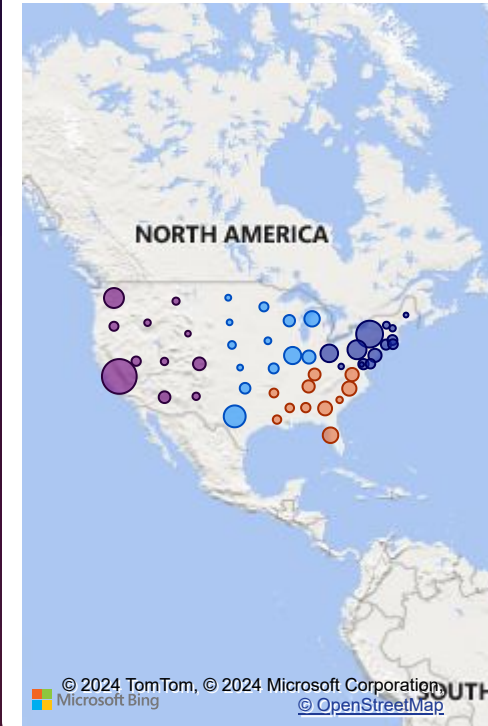 NORTH AMERICA
© 2024 TomTom, © 2024 Microsoft Corporation,
SOUTH
Microsoft Bing
© OpenStreetMap